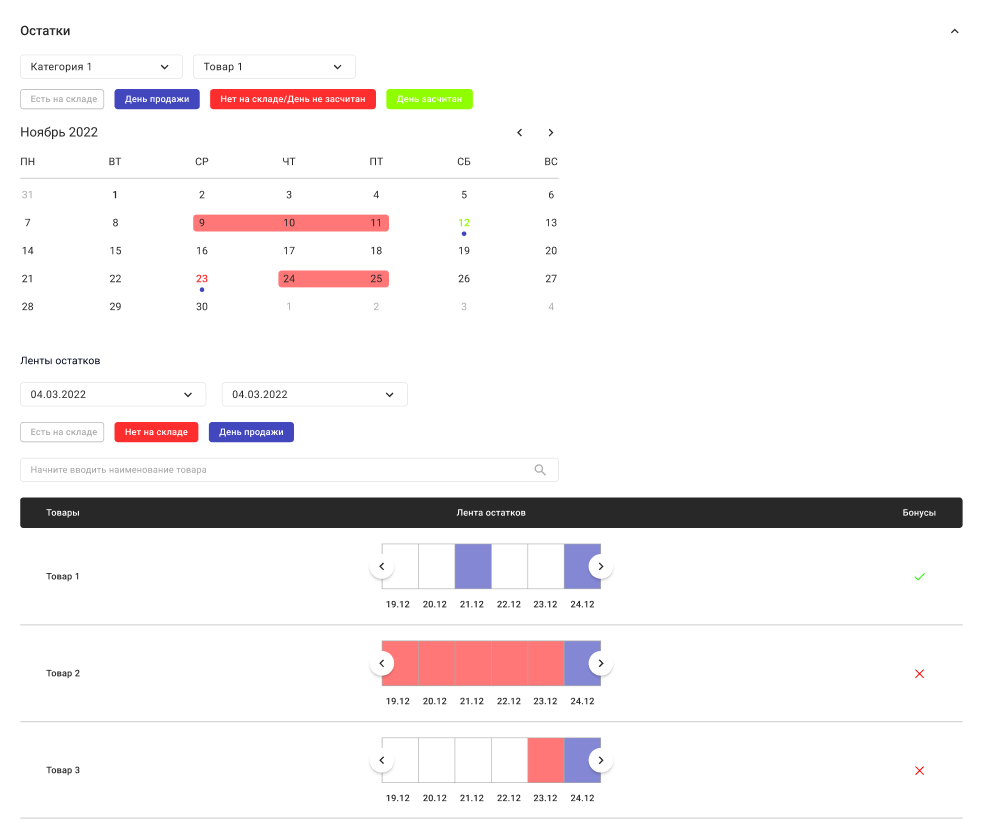 Остатки
Категория 1 Товар 1
Есть на складе День продажи Нет на складе/День не засчитан День засчитан
Ноябрь 2022
ПН ВТ СР ЧТ ПТ СБ ВС
31 1 2 3 4 5 6
7 8 9 10 11 12 13
14 15 16 17 18 19 20
21 22 23 24 25 26 27
28 29 30 1 2 3 4
Ленты остатков
04.03.2022 04.03.2022
Есть на складе Нет на складе День продажи
Начните вводить наименование товара
Товары Лента остатков Бонусы
Товар 1
19.12 20.12 21.12 22.12 23.12 24.12
Товар 2
19.12 20.12 21.12 22.12 23.12 24.12
Товар 3
19.12 20.12 21.12 22.12 23.12 24.12